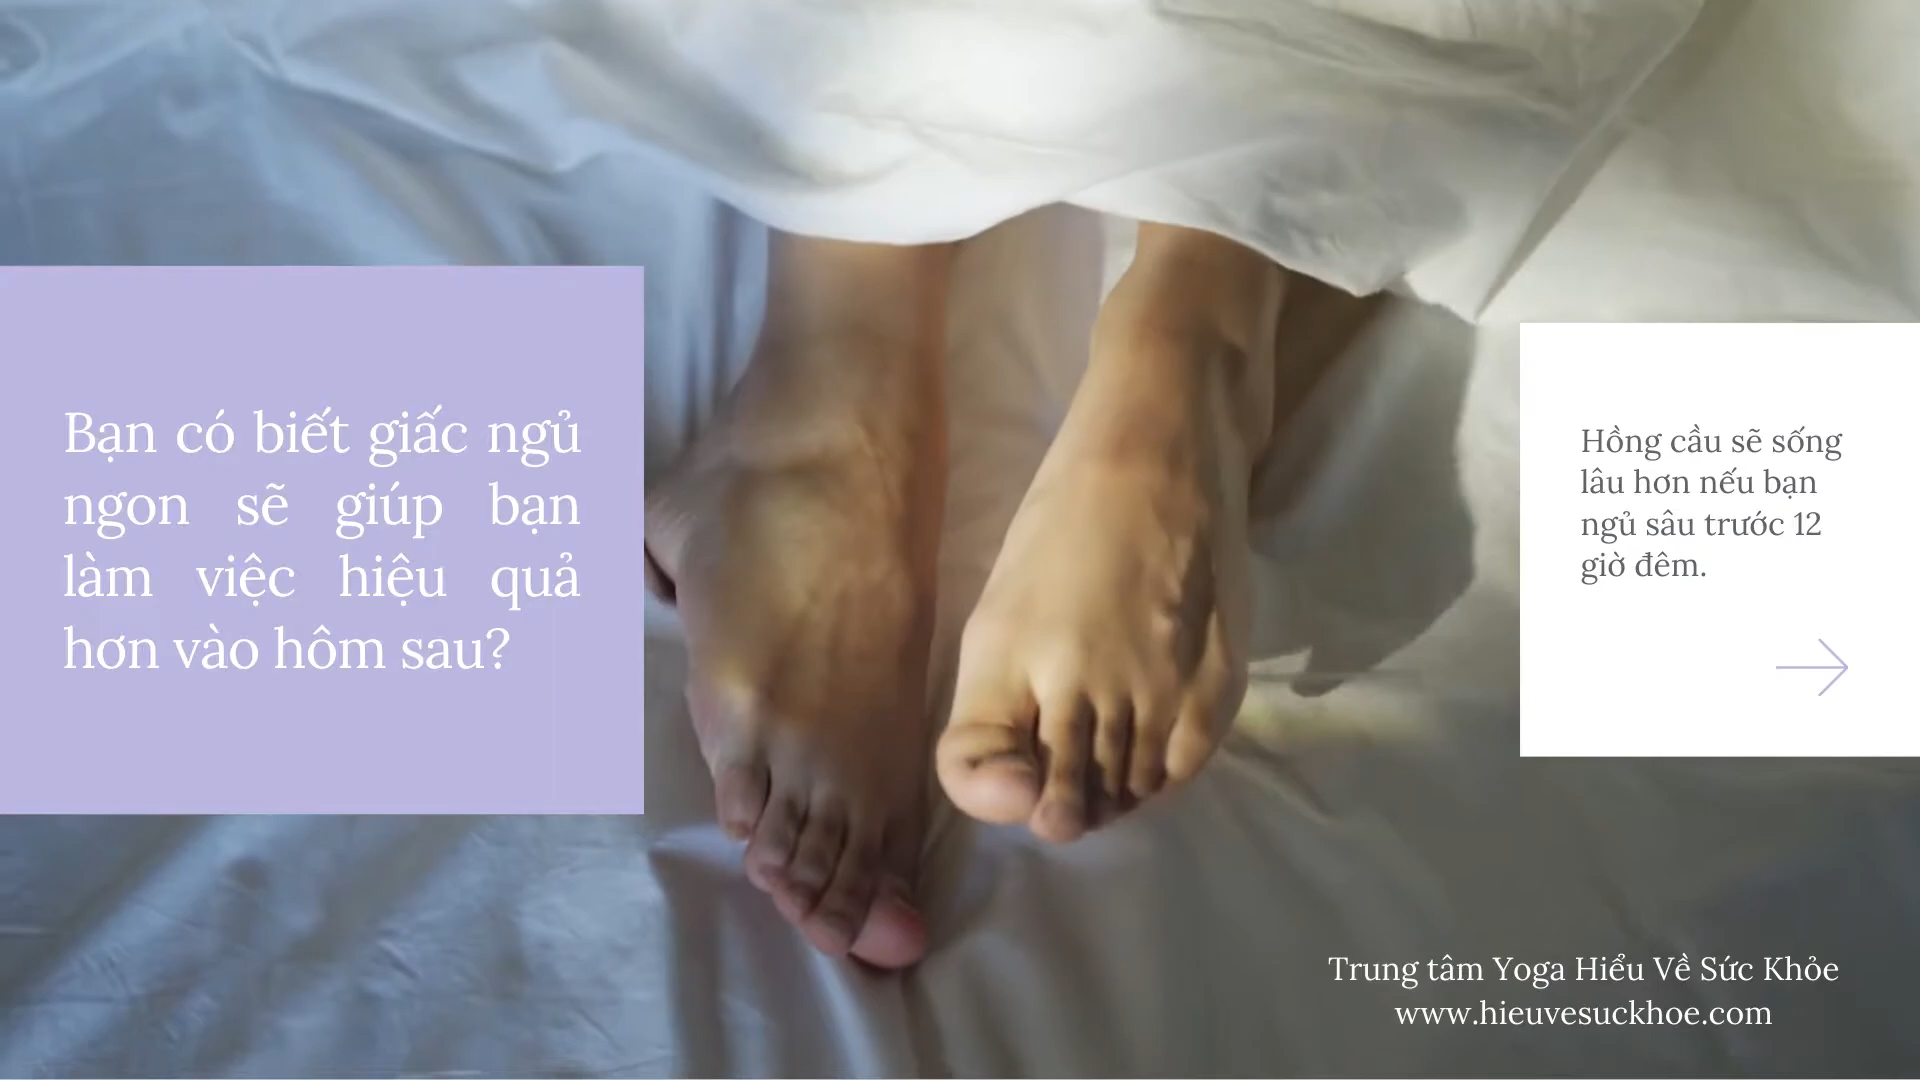 Bạn có biết giấc ngủ
ngon sẽ giúp bạn
làm việc hiệu quả
hơn vào hôm sau?
Hồng cầu sẽ sống
lâu hơn nếu bạn
ngủ sâu trước 12
giờ đêm.
Trung tâm Yoga Hiểu Về Sức Khỏe
www.hieuvesuckhoe.com